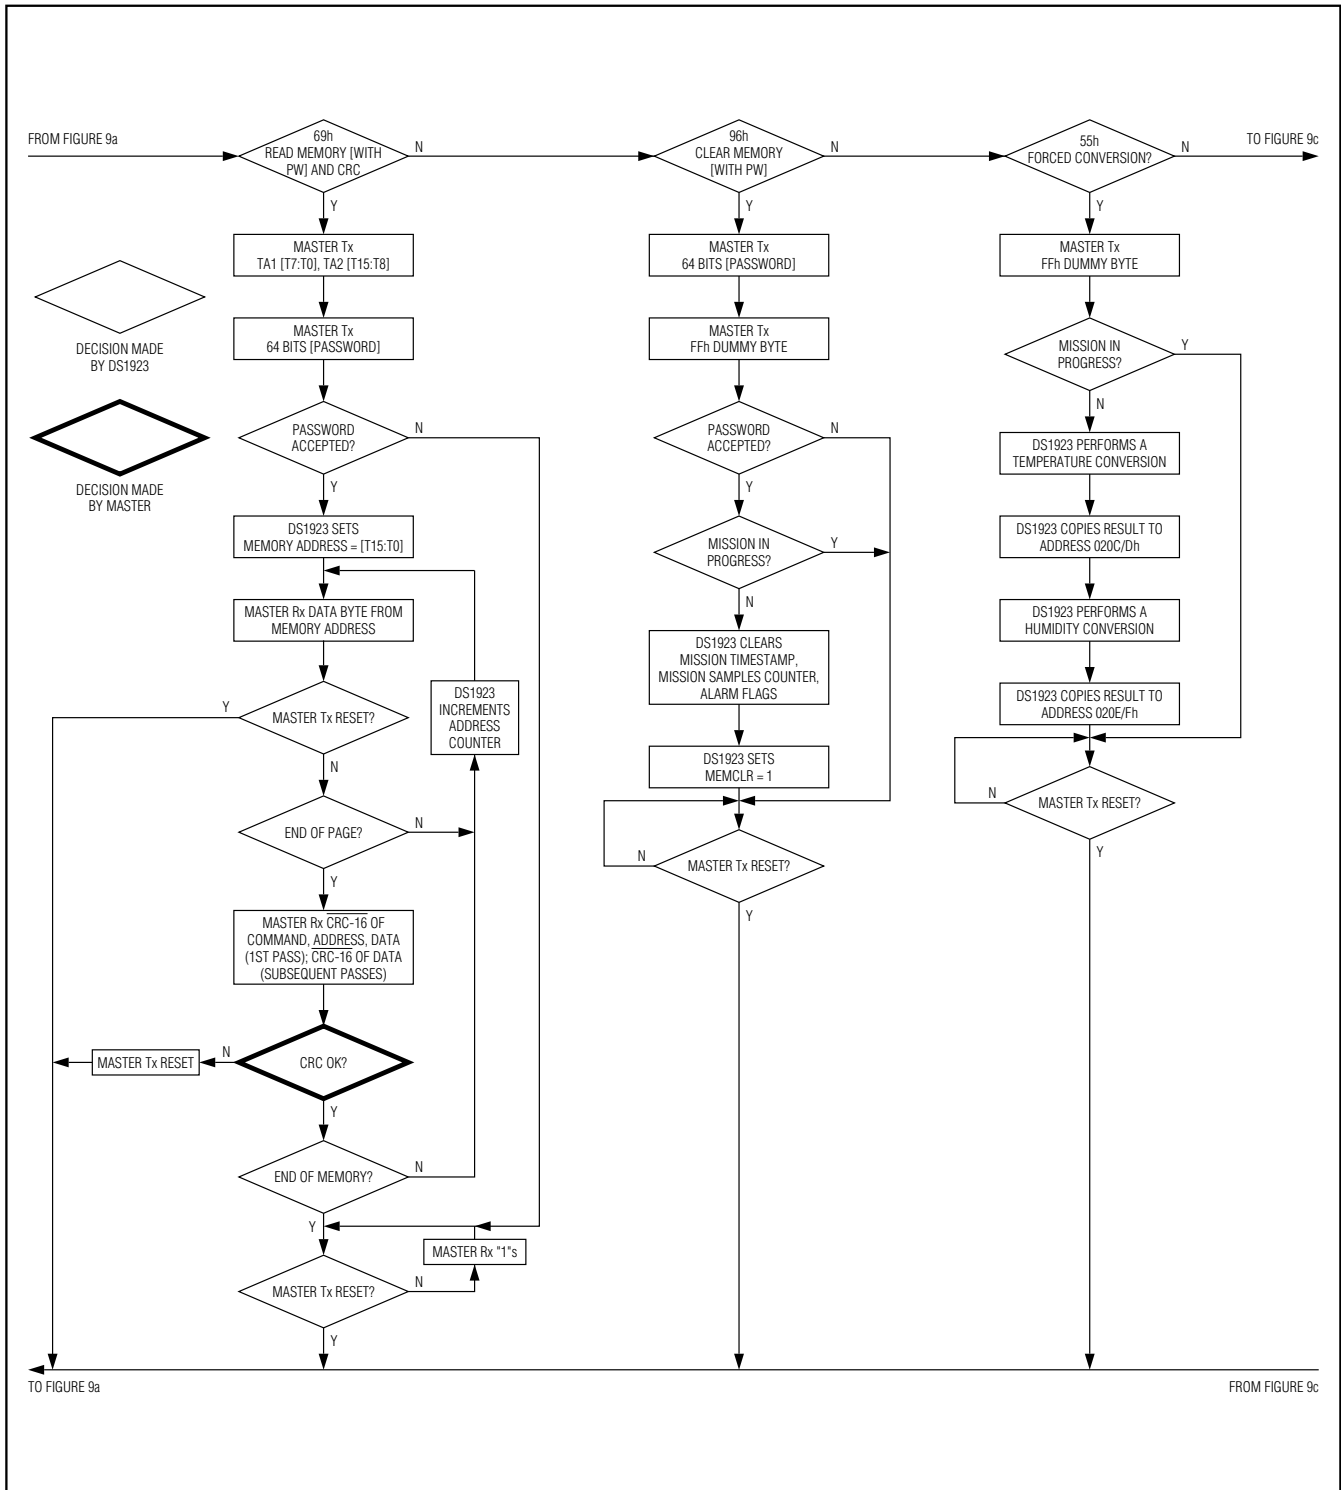 FROM FIGURE 9a
69h
READ MEMORY [WITH
PW] AND CRC
N
Y
MASTER Tx
TA1 [T7:T0], TA2 [T15:T8]
MASTER Tx
64 BITS [PASSWORD]
DECISION MADE
BY DS1923
DECISION MADE
BY MASTER
PASSWORD
ACCEPTED?
N
Y
DS1923 SETS
MEMORY ADDRESS = [T15:T0]
MASTER Rx DATA BYTE FROM
MEMORY ADDRESS
DS1923
INCREMENTS
ADDRESS
COUNTER
Y
MASTER Tx RESET?
N
END OF PAGE?
N
Y
MASTER Rx CRC-16 OF
COMMAND, ADDRESS, DATA
(1ST PASS); CRC-16 OF DATA
(SUBSEQUENT PASSES)
MASTER Tx RESET
N
CRC OK?
Y
END OF MEMORY?
N
Y
MASTER Rx "1"s
MASTER Tx RESET?
N
Y
96h
CLEAR MEMORY
[WITH PW]
N
Y
MASTER Tx
64 BITS [PASSWORD]
MASTER Tx
FFh DUMMY BYTE
PASSWORD
ACCEPTED?
N
Y
MISSION IN
PROGRESS?
Y
N
DS1923 CLEARS
MISSION TIMESTAMP,
MISSION SAMPLES COUNTER,
ALARM FLAGS
DS1923 SETS
MEMCLR = 1
N
MASTER Tx RESET?
Y
55h
FORCED CONVERSION?
N
TO FIGURE 9c
Y
MASTER Tx
FFh DUMMY BYTE
MISSION IN
PROGRESS?
Y
N
DS1923 PERFORMS A
TEMPERATURE CONVERSION
DS1923 COPIES RESULT TO
ADDRESS 020C/Dh
DS1923 PERFORMS A
HUMIDITY CONVERSION
DS1923 COPIES RESULT TO
ADDRESS 020E/Fh
N
MASTER Tx RESET?
Y
TO FIGURE 9a
FROM FIGURE 9c